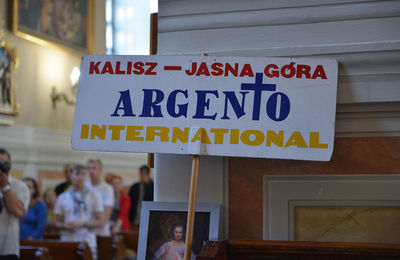 KALISZ — JASNA GÓRA
ARGENTO
INTERNATIONAL